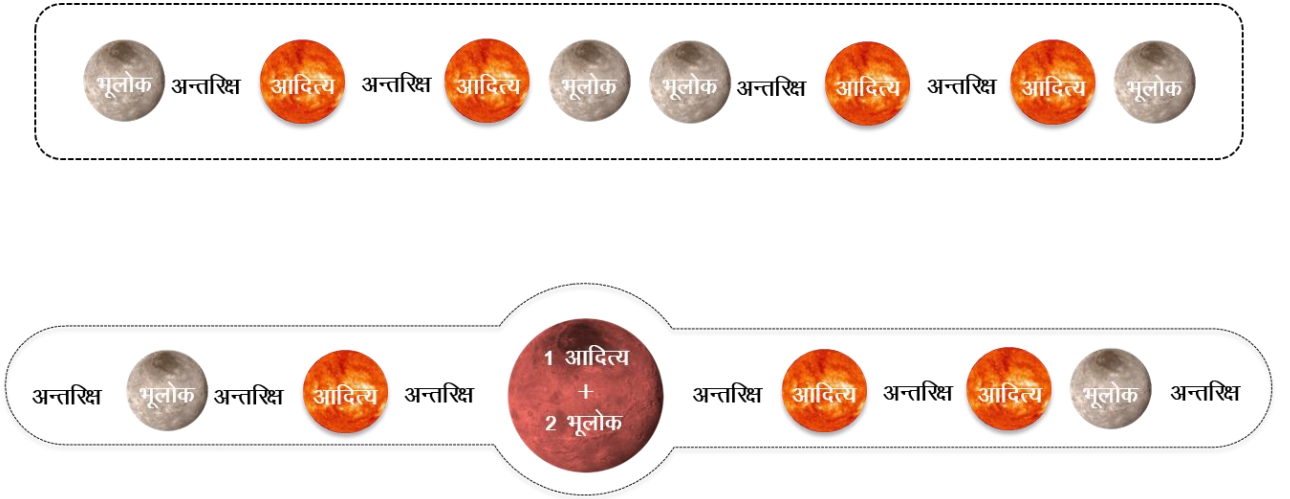 भूलोक अन्तरिक्ष आदित्य अन्तरिक्ष आदित्य भूलोक भूलोक अन्तरिक्ष आदित्य अन्तरिक्ष आदित्य भूलोक
अन्तरिक्ष भूलोक अन्तरिक्ष आदित्य अन्तरिक्ष
1 आदित्य
+
2 भूलोक
अन्तरिक्ष आदित्य अन्तरिक्ष आदित्य भूलोक अन्तरिक्ष